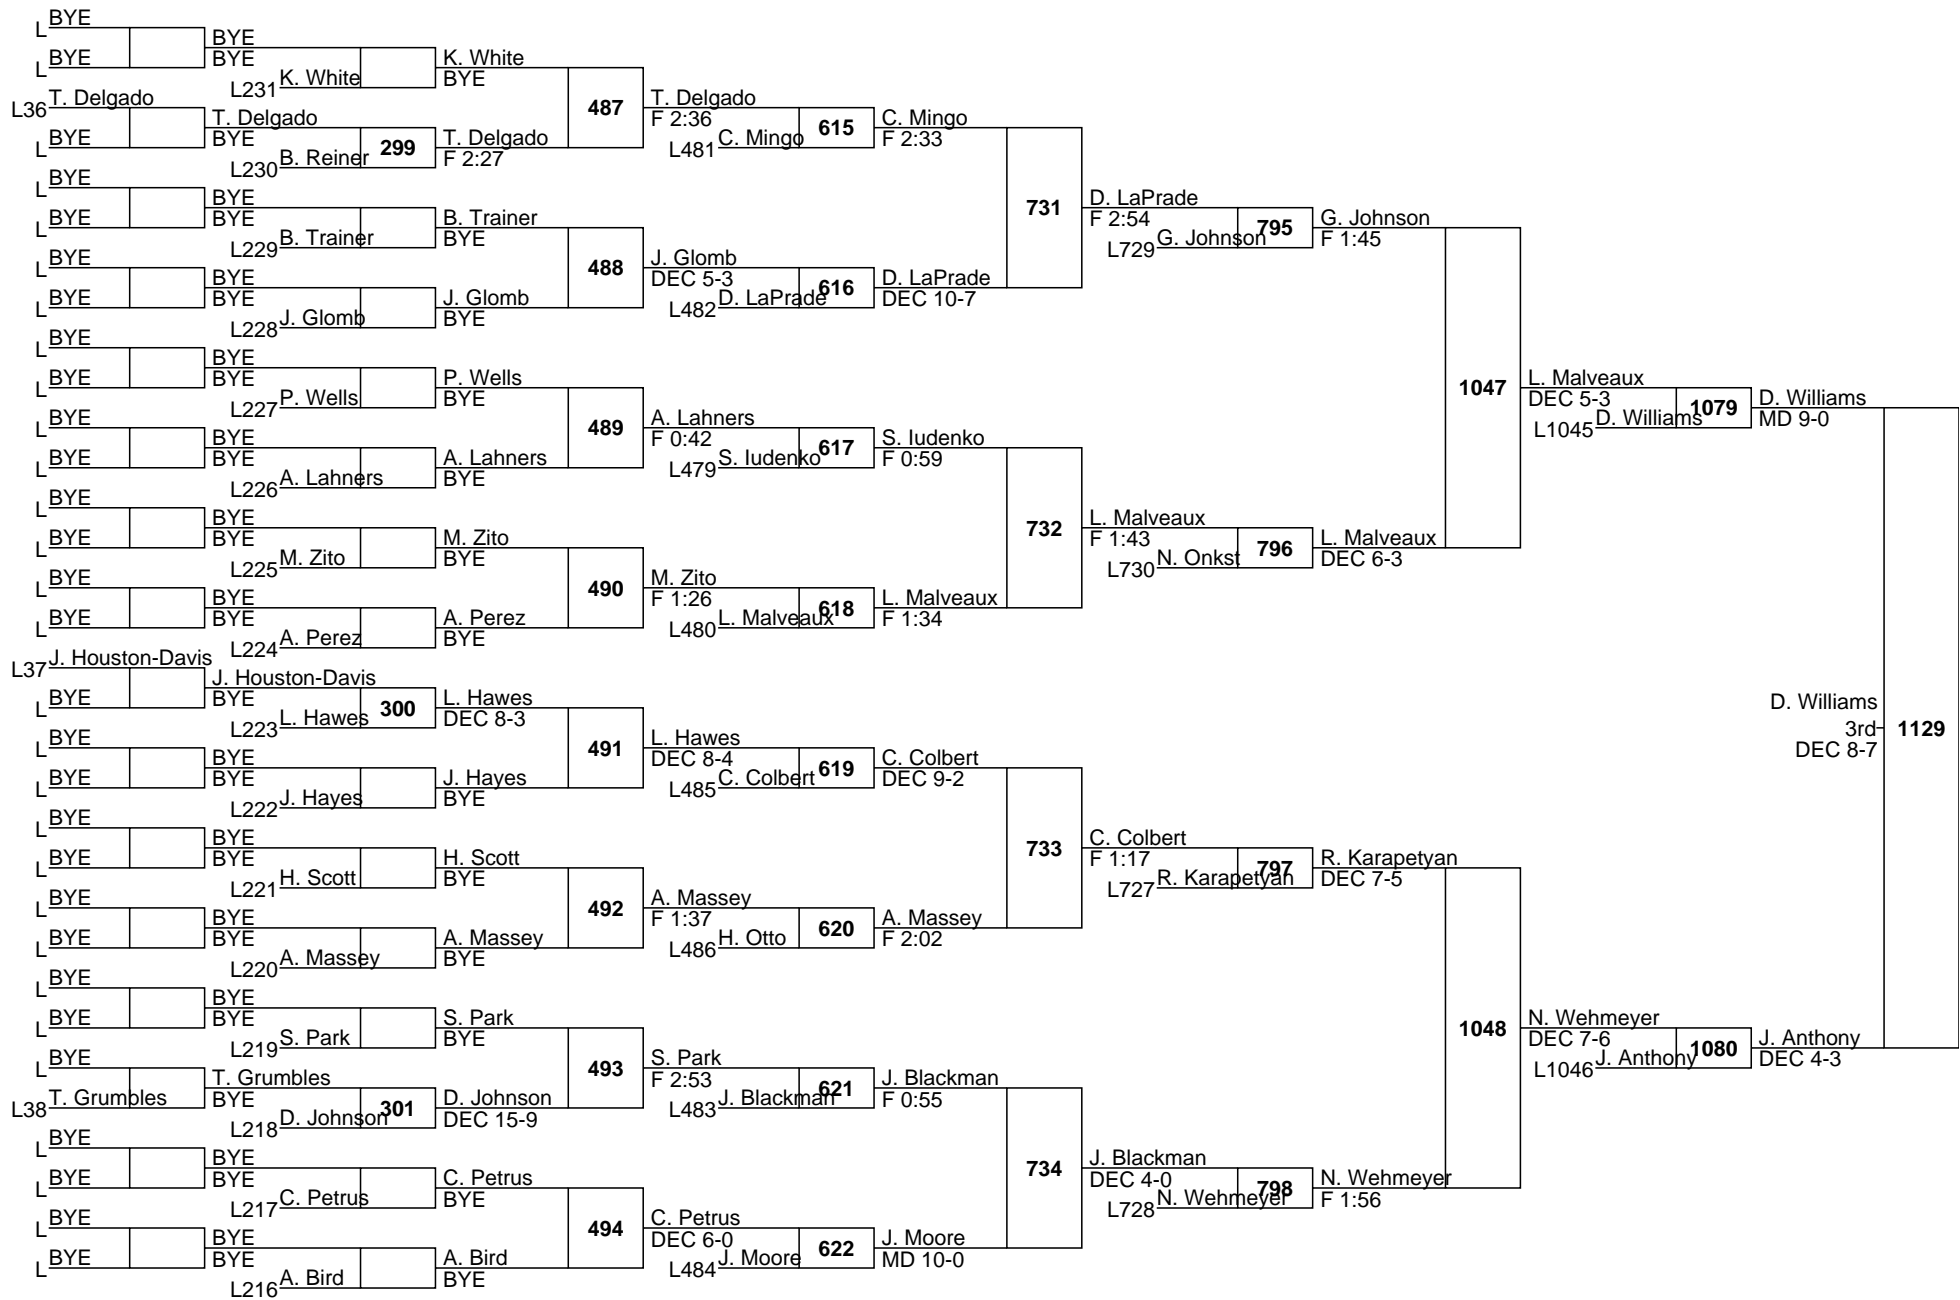 BYE
L
BYE
BYE
BYE
L
K. White
L231
K. White
BYE
487
T. Delgado
L36
T. Delgado
BYE
BYE
L
B. Reiner
L230
299
T. Delgado
F 2:27
T. Delgado
F 2:36
C. Mingo
L481
615
C. Mingo
F 2:33
BYE
L
BYE
BYE
BYE
L
B. Trainer
L229
B. Trainer
BYE
488
BYE
L
BYE
BYE
BYE
L
J. Glomb
L228
J. Glomb
BYE
J. Glomb
DEC 5-3
D. LaPrade
L482
616
D. LaPrade
DEC 10-7
731
D. LaPrade
F 2:54
G. Johnson
L729
795
G. Johnson
F 1:45
BYE
L
BYE
BYE
BYE
L
P. Wells
L227
P. Wells
BYE
489
BYE
L
BYE
BYE
BYE
L
A. Lahners
L226
A. Lahners
BYE
A. Lahners
F 0:42
S. Iudenko
L479
617
S. Iudenko
F 0:59
BYE
L
BYE
BYE
BYE
L
M. Zito
L225
M. Zito
BYE
490
BYE
L
BYE
BYE
BYE
L
A. Perez
L224
A. Perez
BYE
M. Zito
F 1:26
L. Malveaux
L480
618
L. Malveaux
F 1:34
732
L. Malveaux
F 1:43
N. Onkst
L730
796
L. Malveaux
DEC 6-3
1047
L. Malveaux
DEC 5-3
D. Williams
L1045
1079
D. Williams
MD 9-0
J. Houston-Davis
L37
J. Houston-Davis
BYE
BYE
L
L. Hawes
L223
300
L. Hawes
DEC 8-3
491
BYE
L
BYE
BYE
BYE
L
J. Hayes
L222
J. Hayes
BYE
L. Hawes
DEC 8-4
C. Colbert
L485
619
C. Colbert
DEC 9-2
BYE
L
BYE
BYE
BYE
L
H. Scott
L221
H. Scott
BYE
492
BYE
L
BYE
BYE
BYE
L
A. Massey
L220
A. Massey
BYE
A. Massey
F 1:37
H. Otto
L486
620
A. Massey
F 2:02
733
C. Colbert
F 1:17
R. Karapetyan
L727
797
R. Karapetyan
DEC 7-5
BYE
L
BYE
BYE
BYE
L
S. Park
L219
S. Park
BYE
493
BYE
L
T. Grumbles
BYE
T. Grumbles
L38
D. Johnson
L218
301
D. Johnson
DEC 15-9
S. Park
F 2:53
J. Blackman
L483
621
J. Blackman
F 0:55
BYE
L
BYE
BYE
BYE
L
C. Petrus
L217
C. Petrus
BYE
494
BYE
L
BYE
BYE
BYE
L
A. Bird
L216
A. Bird
BYE
C. Petrus
DEC 6-0
J. Moore
L484
622
J. Moore
MD 10-0
734
J. Blackman
DEC 4-0
N. Wehmeyer
L728
798
N. Wehmeyer
F 1:56
1048
N. Wehmeyer
DEC 7-6
J. Anthony
L1046
1080
J. Anthony
DEC 4-3
D. Williams
3rd
DEC 8-7
1129